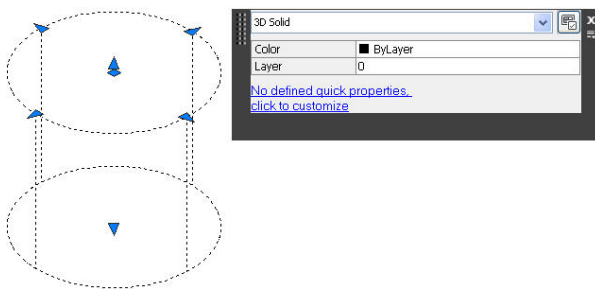 3D Solid
Color ByLayer
Layer 0
No defined quick properties,
click to customize